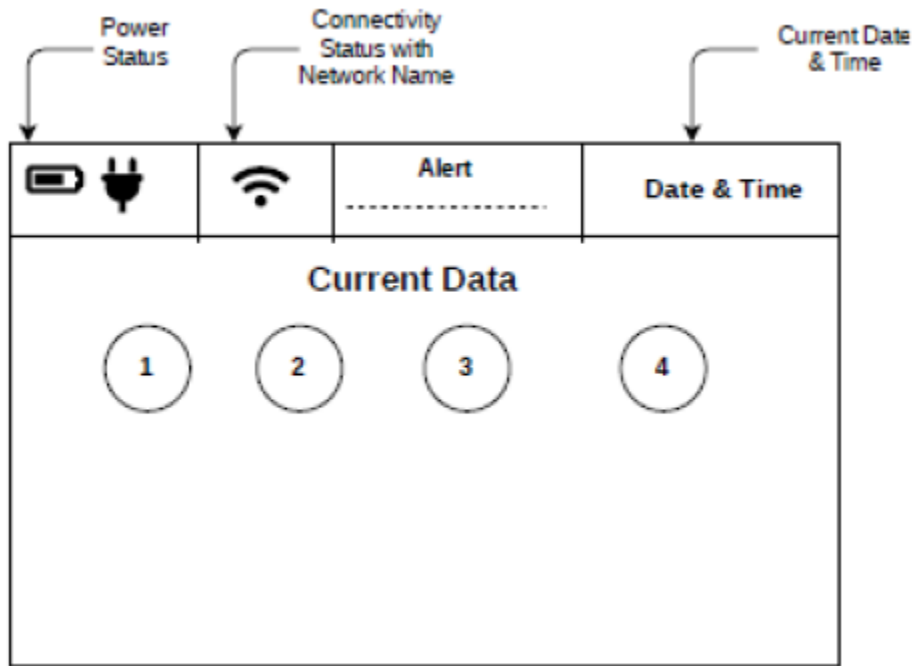 Power
Status
Connectivity
Status with
Network Name
Current Date
& Time
Alert
Date & Time
Current Data
1 2 3 4